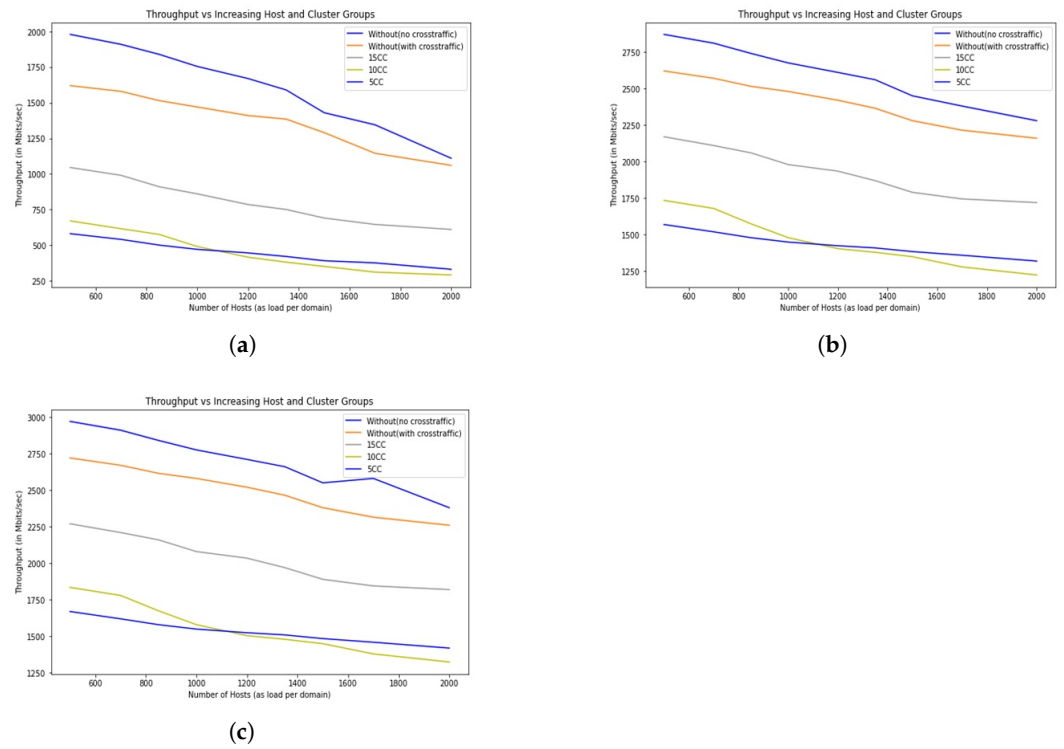 Throughput vs Increasing Host and Cluster Groups
Throughput (in Mbits/sec)
2000
1750
1500
1250
1000
750
500
250
Without(no crosstraffic)
Without(with crosstraffic)
15CC
10CC
5CC
600 800 1000 1200 1400 1600 1800 2000
Number of Hosts (as load per domain)
(a)
Throughput vs Increasing Host and Cluster Groups
Throughput (in Mbits/sec)
2750
2500
2250
2000
1750
1500
1250
Without(no crosstraffic)
Without(with crosstraffic)
15CC
10CC
5CC
600 800 1000 1200 1400 1600 1800 2000
Number of Hosts (as load per domain)
(b)
Throughput vs Increasing Host and Cluster Groups
Throughput (in Mbits/sec)
3000
2750
2500
2250
2000
1750
1500
1250
Without(no crosstraffic)
Without(with crosstraffic)
15CC
10CC
5CC
600 800 1000 1200 1400 1600 1800 2000
Number of Hosts (as load per domain)
(c)